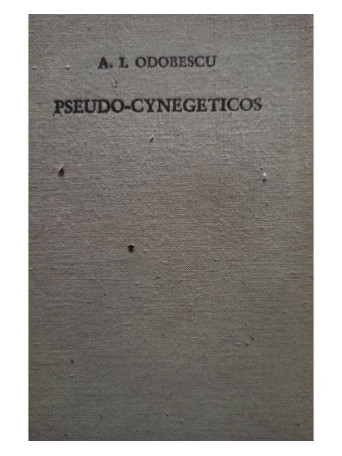 A. I. ODOBESCU
PSEUDO-CYNEGETICOS